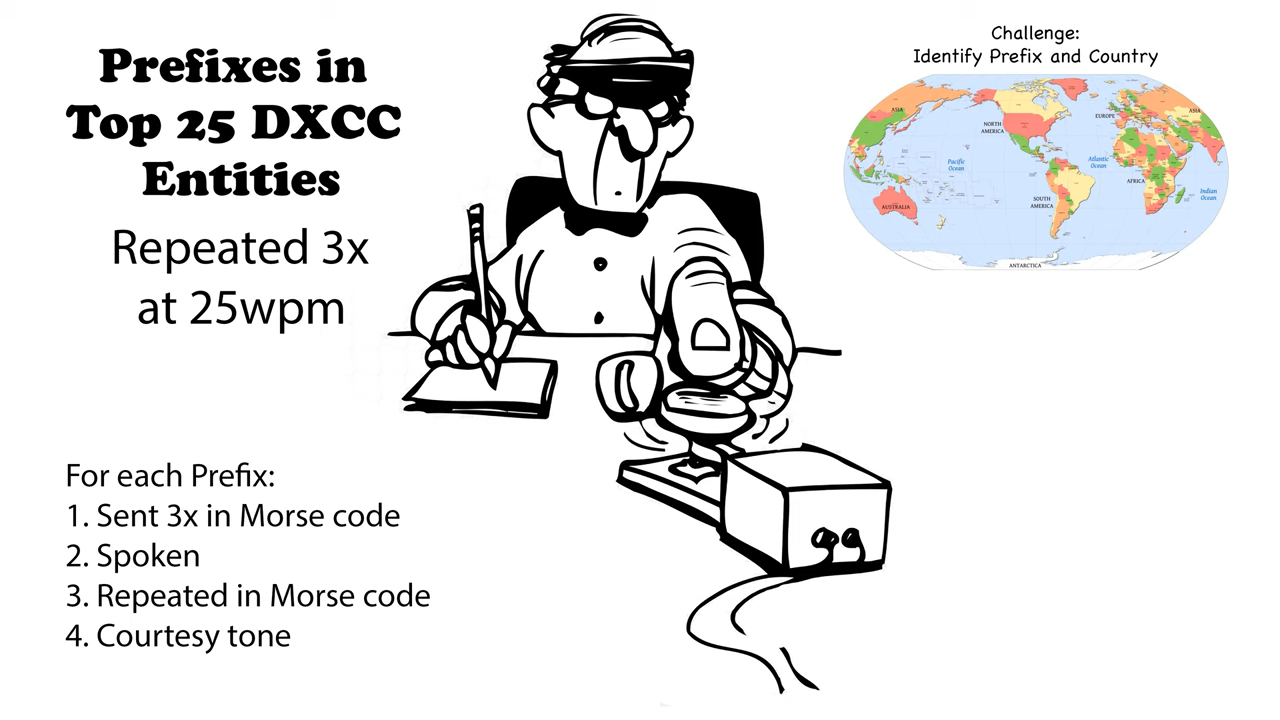 Prefixes in
Top 25 DXCC
Entities
Repeated 3x
at 25wpm
For each Prefix:
1. Sent 3x in Morse code
2. Spoken
3. Repeated in Morse code
4. Courtesy tone
Challenge:
Identify Prefix and Country
ASIA
NORTH
AMERICA
EUROPE
ASIA
Pacific
Ocean
Atlantic
Ocean
AFRICA
SOUTH
AMERICA
Indian
Ocean
AUSTRALIA
ANTARCTICA